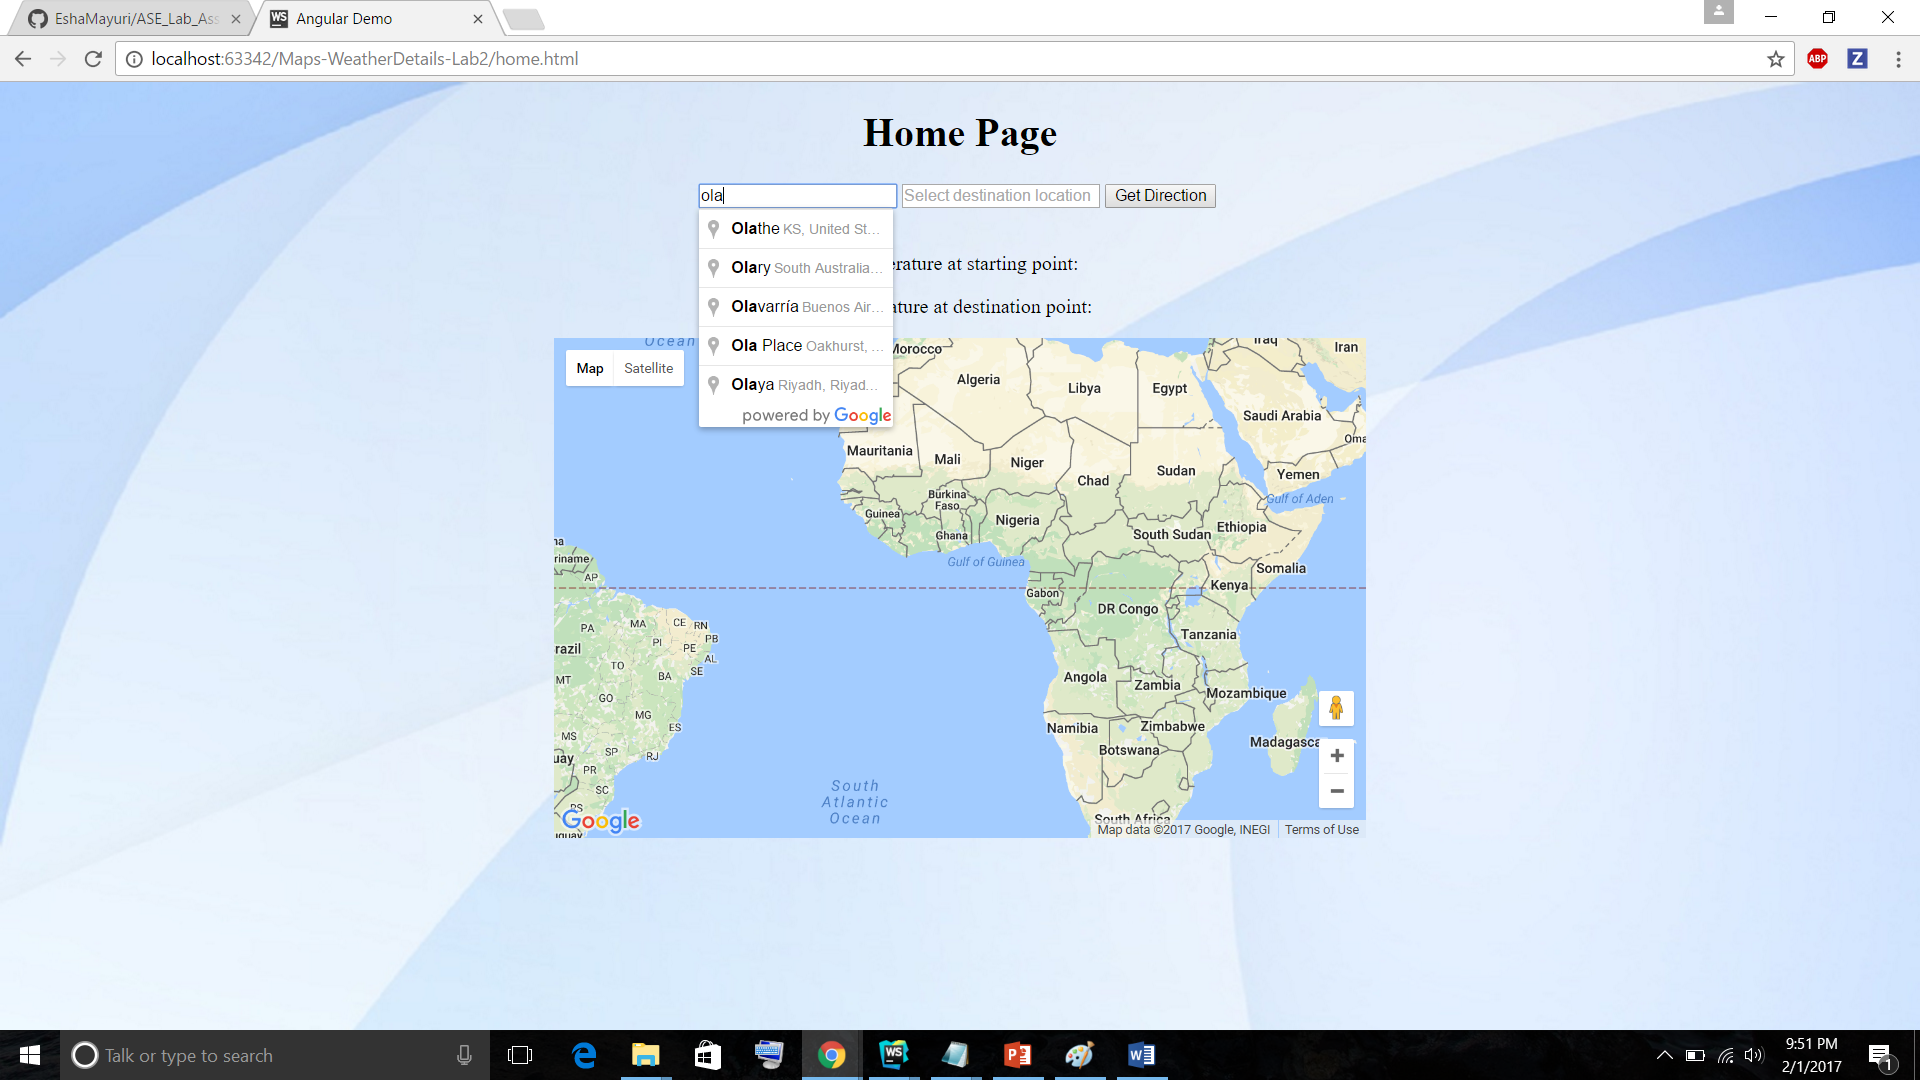 EshaMayuri/ASE_Lab_Ass
WS Angular Demo
localhost:63342/Maps-WeatherDetails-Lab2/home.html
ABP
Z
Home Page
ola Select destination location Get Direction
Olathe KS, United St...
Olary South Australia...
Olavarría Buenos Air...
Ola Place Oakhurst, ...
Olaya Riyadh, Riyad...
powered by Google
erature at starting point:
ature at destination point:
Map Satellite
Ocean
Morocco
Algeria
Libya
Egypt
Iraq
Iran
Saudi Arabia
Oma
Mauritania
Mali
Niger
Chad
Sudan
Yemen
Gulf of Aden
Burkina
Faso
Guinea
Nigeria
Ghana
South Sudan
Ethiopia
Gulf of Guinea
Somalia
na
riname
AP
Gabon
Kenya
DR Congo
Tanzania
PA
MA
CE
RN
PB
PI
PE
AL
razil
TO
SE
BA
MT
GO
MG
ES
MS
SP
RJ
uay
PR
SC
RS
guay
Angola
Zambia
Mozambique
Namibia
Zimbabwe
Botswana
Madagasca
South Africa
South
Atlantic
Ocean
Google
Map data ©2017 Google, INEGI Terms of Use
Talk or type to search
WS
9:51 PM
2/1/2017
1